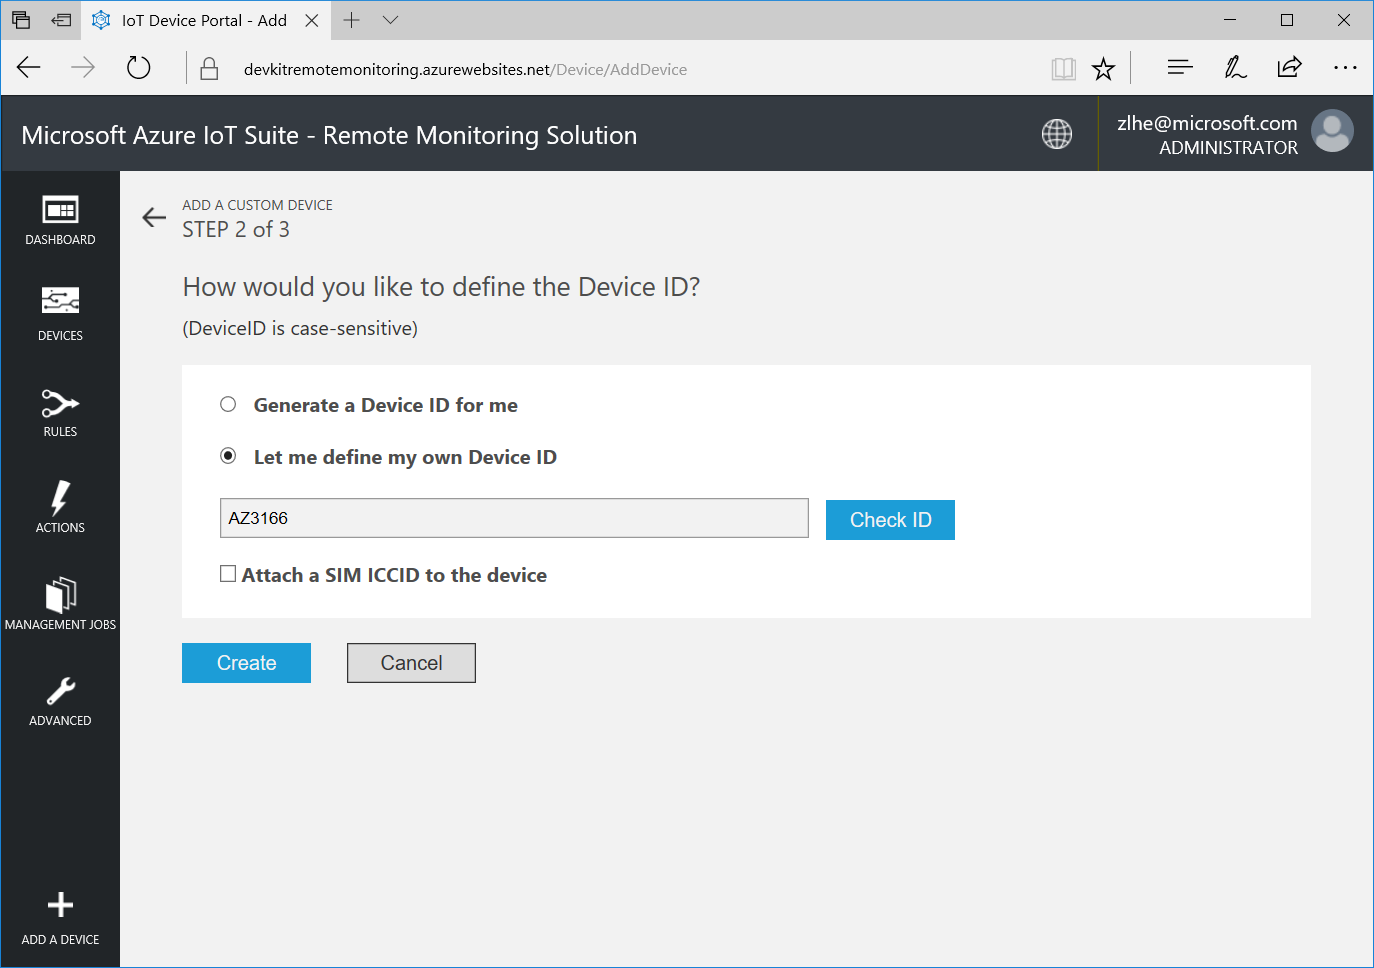 IoT Device Portal - Add
devkitremotemonitoring.azurewebsites.net/Device/AddDevice
Microsoft Azure IoT Suite - Remote Monitoring Solution
zlhe@microsoft.com
ADMINISTRATOR
DASHBOARD
DEVICES
RULES
ACTIONS
MANAGEMENT JOBS
ADVANCED
ADD A DEVICE
ADD A CUSTOM DEVICE
STEP 2 of 3
How would you like to define the Device ID?
(DeviceID is case-sensitive)
Generate a Device ID for me
Let me define my own Device ID
AZ3166
Check ID
Attach a SIM ICCID to the device
Create
Cancel